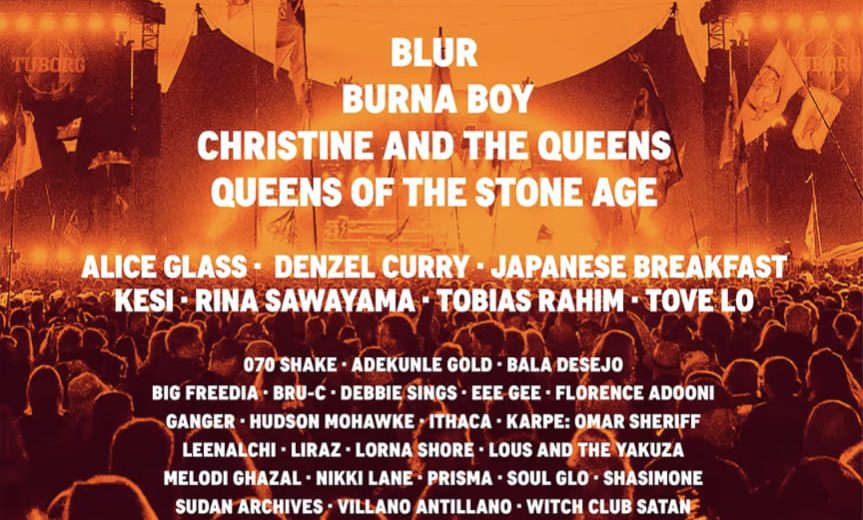 TUBORG
BLUR
BURNA BOY
CHRISTINE AND THE QUEENS
QUEENS OF THE STONE AGE
ALICE GLASS · DENZEL CURRY · JAPANESE BREAKFAST
KESI · RINA SAWAYAMA · TOBIAS RAHIM · TOVE LO
070 SHAKE · ADEKUNLE GOLD · BALA DESEJO
BIG FREEDIA · BRU-C · DEBBIE SINGS · EEE GEE · FLORENCE ADOONI
GANGER · HUDSON MOHAWKE · ITHACA · KARPE: OMAR SHERIFF
LEENALCHI · LIRAZ · LORNA SHORE · LOUS AND THE YAKUZA
MELODI GHAZAL · NIKKI LANE · PRISMA · SOUL GLO · SHASIMONE
SUDAN ARCHIVES · VILLANO ANTILLANO · WITCH CLUB SATAN